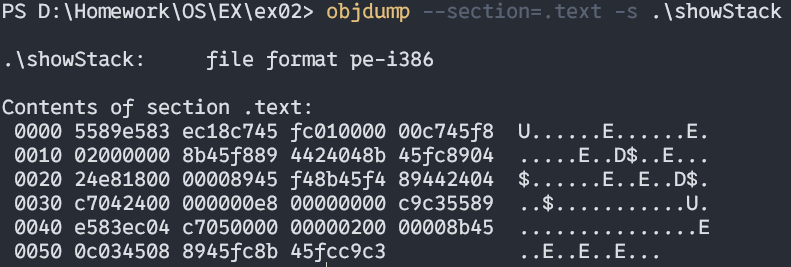 PS D:\Homework\OS\EX\ex02> objdump --section=.text -s .\showStack
.\showStack:     file format pe-i386
Contents of section .text:
 0000 5589e583 ec18c745 fc010000 00c745f8  U......E......E.
 0010 02000000 8b45f889 4424048b 45fc8904  .....E..D$..E...
 0020 24e81800 00008945 f48b45f4 89442404  $......E..E..D$.
 0030 c7042400 000000e8 00000000 c9c35589  ..$...........U.
 0040 e583ec04 c7050000 00000200 00008b45  ...............E
 0050 0c034508 8945fc8b 45fcc9c3           ..E..E..E...